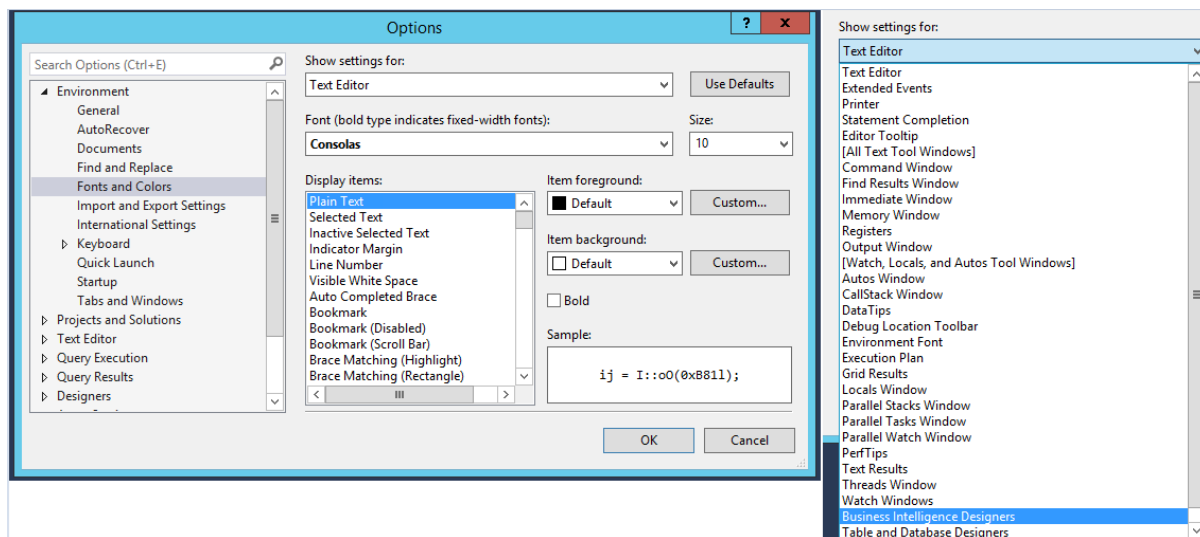 Options
?
x
Search Options (Ctrl+E)
Environment
General
AutoRecover
Documents
Find and Replace
Fonts and Colors
Import and Export Settings
International Settings
Keyboard
Quick Launch
Startup
Tabs and Windows
Projects and Solutions
Text Editor
Query Execution
Query Results
Designers
Show settings for:
Text Editor
Use Defaults
Font (bold type indicates fixed-width fonts):
Size:
Consolas
10
Display items:
Plain Text
Selected Text
Inactive Selected Text
Indicator Margin
Line Number
Visible White Space
Auto Completed Brace
Bookmark
Bookmark (Disabled)
Bookmark (Scroll Bar)
Brace Matching (Highlight)
Brace Matching (Rectangle)
Item foreground:
Default
Custom...
Item background:
Default
Custom...
Bold
Sample:
ij = I::oO(0xB81l);
OK
Cancel
Show settings for:
Text Editor
Text Editor
Extended Events
Printer
Statement Completion
Editor Tooltip
[All Text Tool Windows]
Command Window
Find Results Window
Immediate Window
Memory Window
Registers
Output Window
[Watch, Locals, and Autos Tool Windows]
Autos Window
CallStack Window
DataTips
Debug Location Toolbar
Environment Font
Execution Plan
Grid Results
Locals Window
Parallel Stacks Window
Parallel Tasks Window
Parallel Watch Window
PerfTips
Text Results
Threads Window
Watch Windows
Business Intelligence Designers
Table and Database Designers